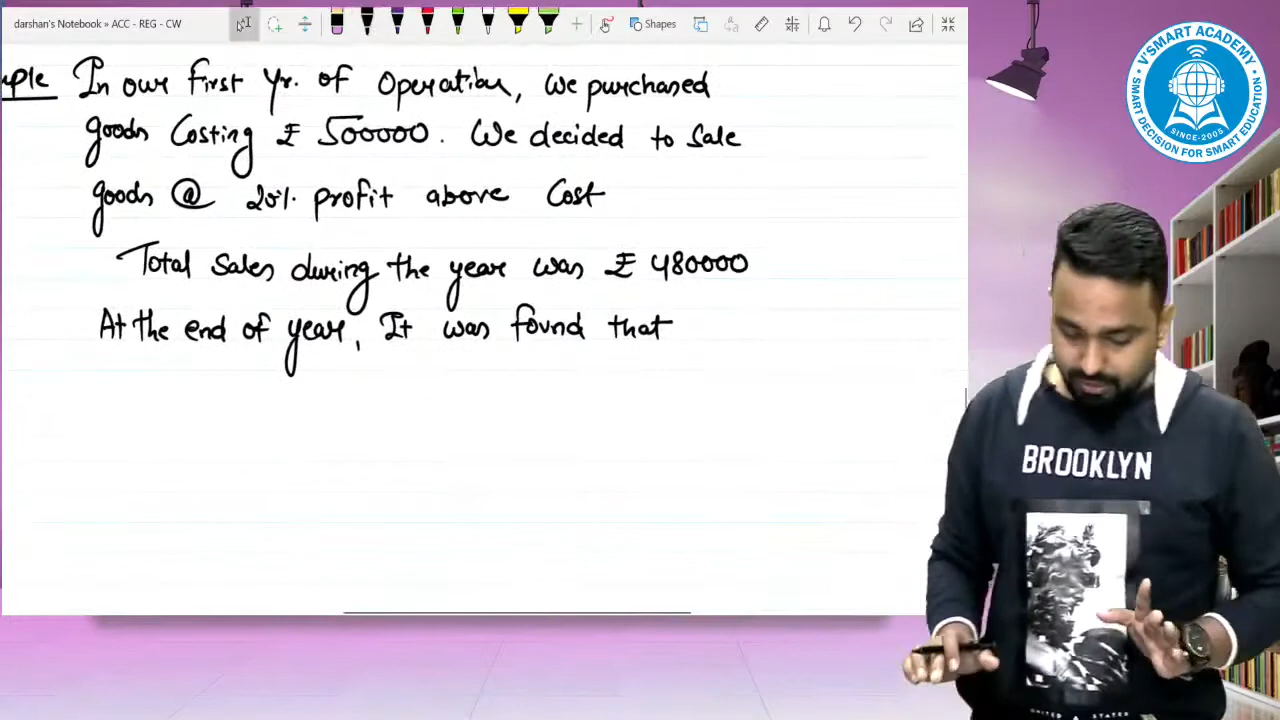 darshan's Notebook » ACC - REG - CW
Shapes
In our first yr. of Operation, We purchased
goods Costing ₹ 500000. We decided to Sale
goods @ 20% profit above Cost
Total Sales during the year was ₹ 480000
At the end of year, It was found that
V'SMART ACADEMY
SINCE-2005
SMART DECISION FOR SMART EDUCATION
BROOKLYN
UNITED STATES